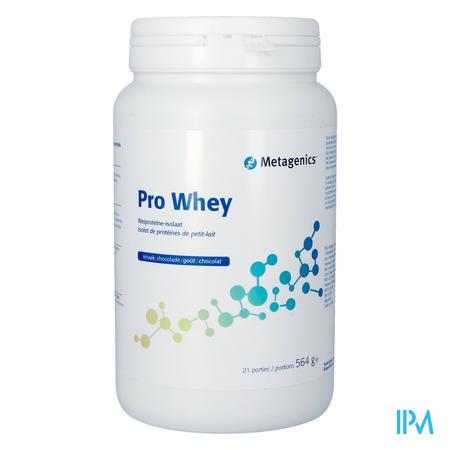 Metagenics™
Pro Whey
Weiproteïne-isolaat
Isolat de protéines de petit-lait
smaak: chocolade / goût : chocolat
21 porties / portions 564 g e
IPM